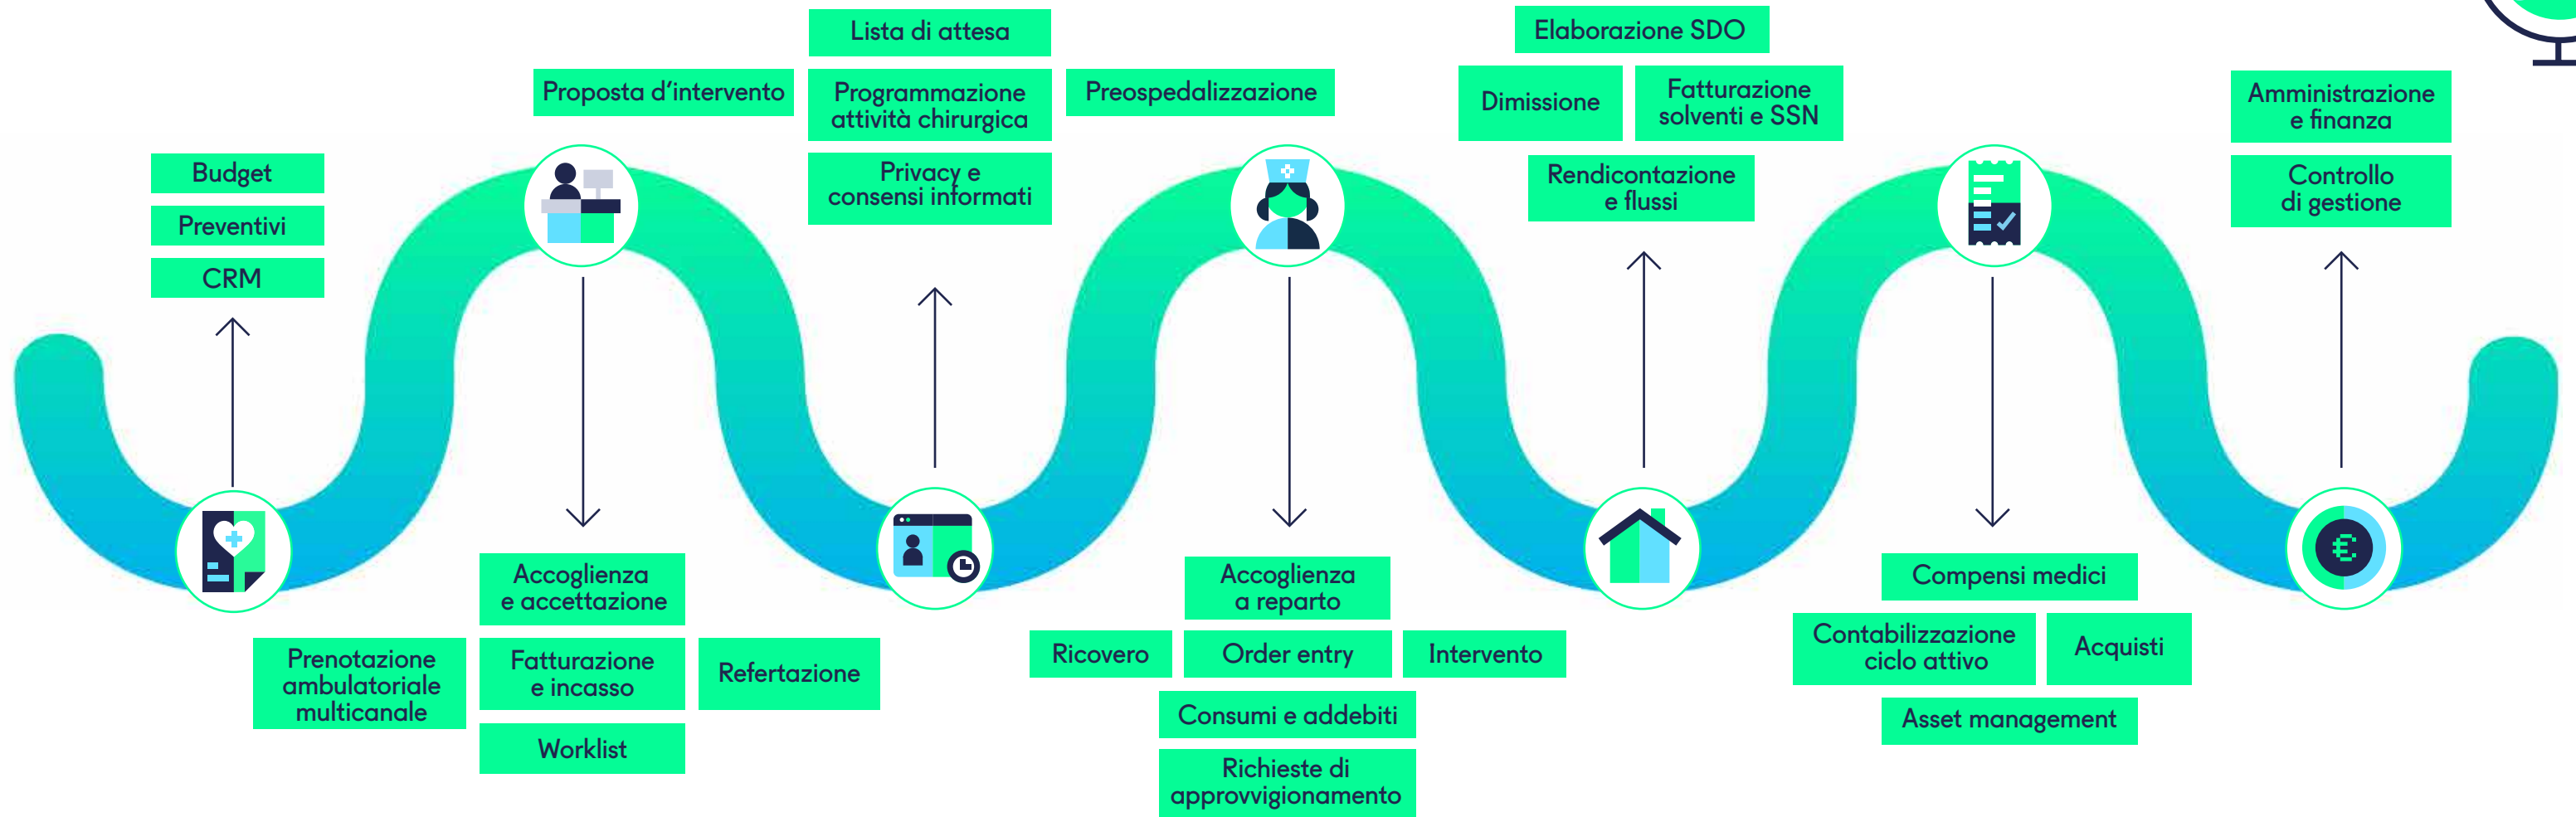 Budget
Preventivi
CRM
Proposta d’intervento
Lista di attesa
Programmazione
attività chirurgica
Privacy e
consensi informati
Preospedalizzazione
Elaborazione SDO
Dimissione
Fatturazione
solventi e SSN
Rendicontazione
e flussi
Amministrazione
e finanza
Controllo
di gestione
€
Prenotazione
ambulatoriale
multicanale
Accoglienza
e accettazione
Fatturazione
e incasso
Worklist
Refertazione
Accoglienza
a reparto
Ricovero
Order entry
Intervento
Consumi e addebiti
Richieste di
approvvigionamento
Compensi medici
Contabilizzazione
ciclo attivo
Acquisti
Asset management